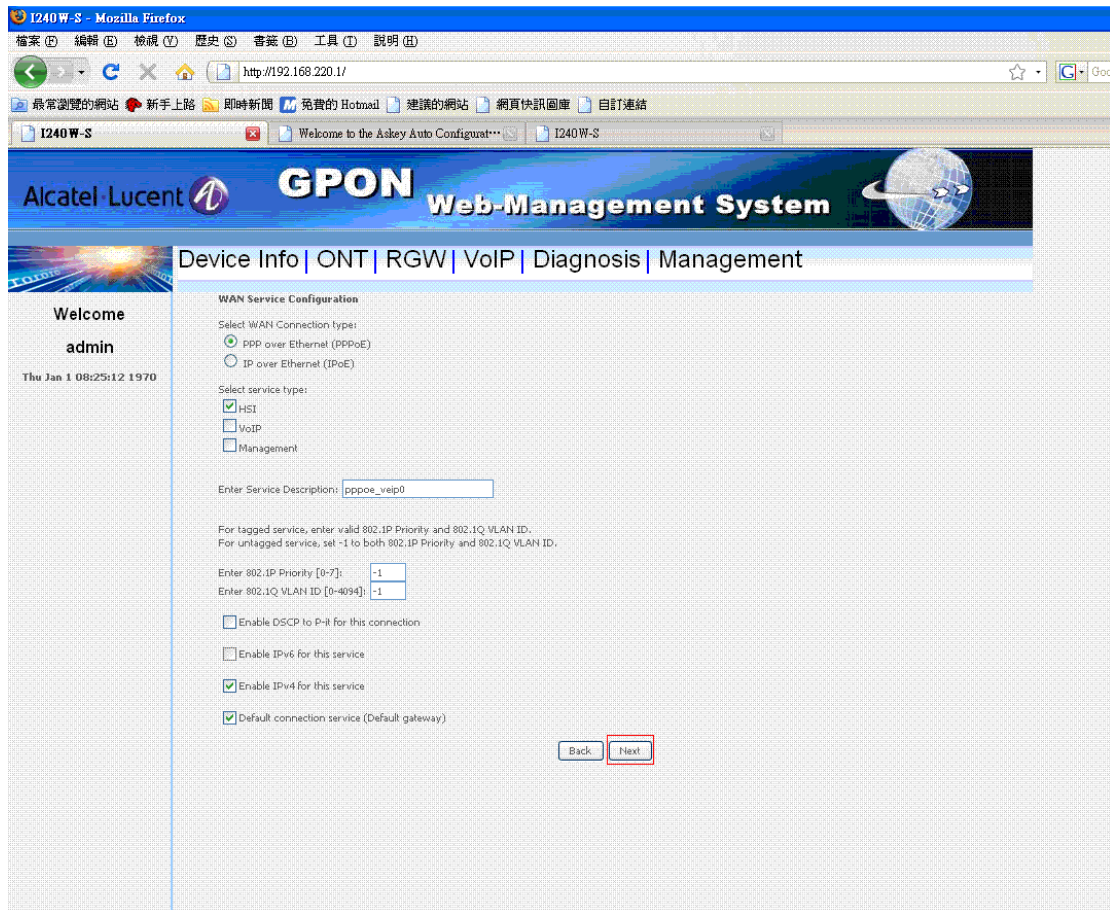 I240W-S - Mozilla Firefox
檔案(F) 編輯(E) 檢視(V) 歷史(S) 書籤(B) 工具(T) 說明(H)
http://192.168.220.1/
G Goo
最常瀏覽的網站 新手上路 即時新聞 免費的 Hotmail 建議的網站 網頁快訊圖庫 自訂連結
I240W-S Welcome to the Askey Auto Configurat… I240W-S
Alcatel·Lucent
GPON
Web-Management System
Device Info | ONT | RGW | VoIP | Diagnosis | Management
Welcome
admin
Thu Jan 1 08:25:12 1970
WAN Service Configuration
Select WAN Connection type:
PPP over Ethernet (PPPoE)
IP over Ethernet (IPoE)
Select service type:
HSI
VoIP
Management
Enter Service Description: pppoe_veip0
For tagged service, enter valid 802.1P Priority and 802.1Q VLAN ID.
For untagged service, set -1 to both 802.1P Priority and 802.1Q VLAN ID.
Enter 802.1P Priority [0-7]: -1
Enter 802.1Q VLAN ID [0-4094]: -1
Enable DSCP to P-it for this connection
Enable IPv6 for this service
Enable IPv4 for this service
Default connection service (Default gateway)
Back Next